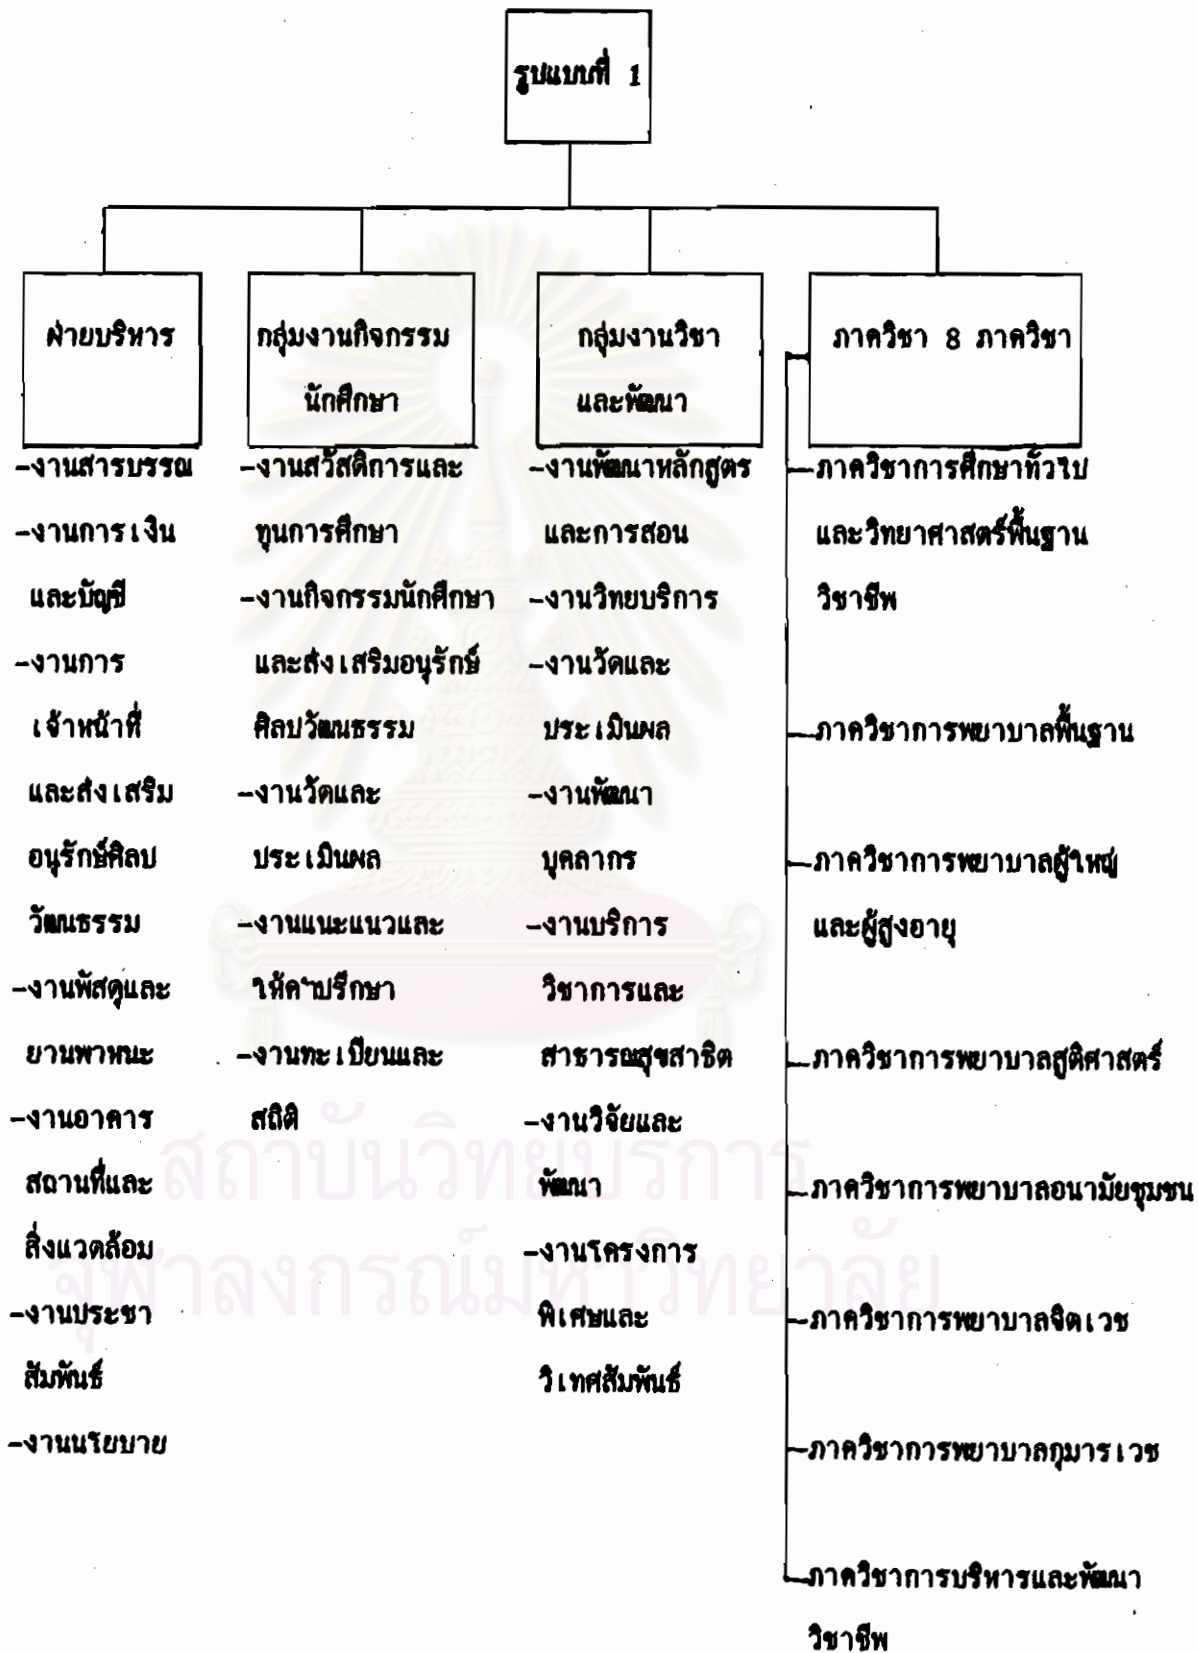 รูปแบบที่ 1
ฝ่ายบริหาร
-งานสารบรรณ
-งานการเงิน
และบัญชี
-งานการ
เจ้าหน้าที่
และส่งเสริม
อนุรักษ์ศิลป
วัฒนธรรม
-งานพัสดุและ
ยานพาหนะ
-งานอาคาร
สถานที่และ
สิ่งแวดล้อม
-งานประชา
สัมพันธ์
-งานนโยบาย
กลุ่มงานกิจกรรม
นักศึกษา
-งานสวัสดิการและ
ทุนการศึกษา
-งานกิจกรรมนักศึกษา
และส่งเสริมอนุรักษ์
ศิลปวัฒนธรรม
-งานวัดและ
ประเมินผล
-งานแนะแนวและ
ให้คำปรึกษา
-งานทะเบียนและ
สถิติ
กลุ่มงานวิชา
และพัฒนา
-งานพัฒนาหลักสูตร
และการสอน
-งานวิทยบริการ
-งานวัดและ
ประเมินผล
-งานพัฒนา
บุคลากร
-งานบริการ
วิชาการและ
สาธารณสุขสาธิต
-งานวิจัยและ
พัฒนา
-งานโครงการ
พิเศษและ
วิเทศสัมพันธ์
ภาควิชา 8 ภาควิชา
ภาควิชาการศึกษาทั่วไป
และวิทยาศาสตร์พื้นฐาน
วิชาชีพ
ภาควิชาการพยาบาลพื้นฐาน
ภาควิชาการพยาบาลผู้ใหญ่
และผู้สูงอายุ
ภาควิชาการพยาบาลสูติศาสตร์
ภาควิชาการพยาบาลอนามัยชุมชน
ภาควิชาการพยาบาลจิตเวช
ภาควิชาการพยาบาลกุมารเวช
ภาควิชาการบริหารและพัฒนา
วิชาชีพ
สถาบันวิทยบริการ
จุฬาลงกรณ์มหาวิทยาลัย